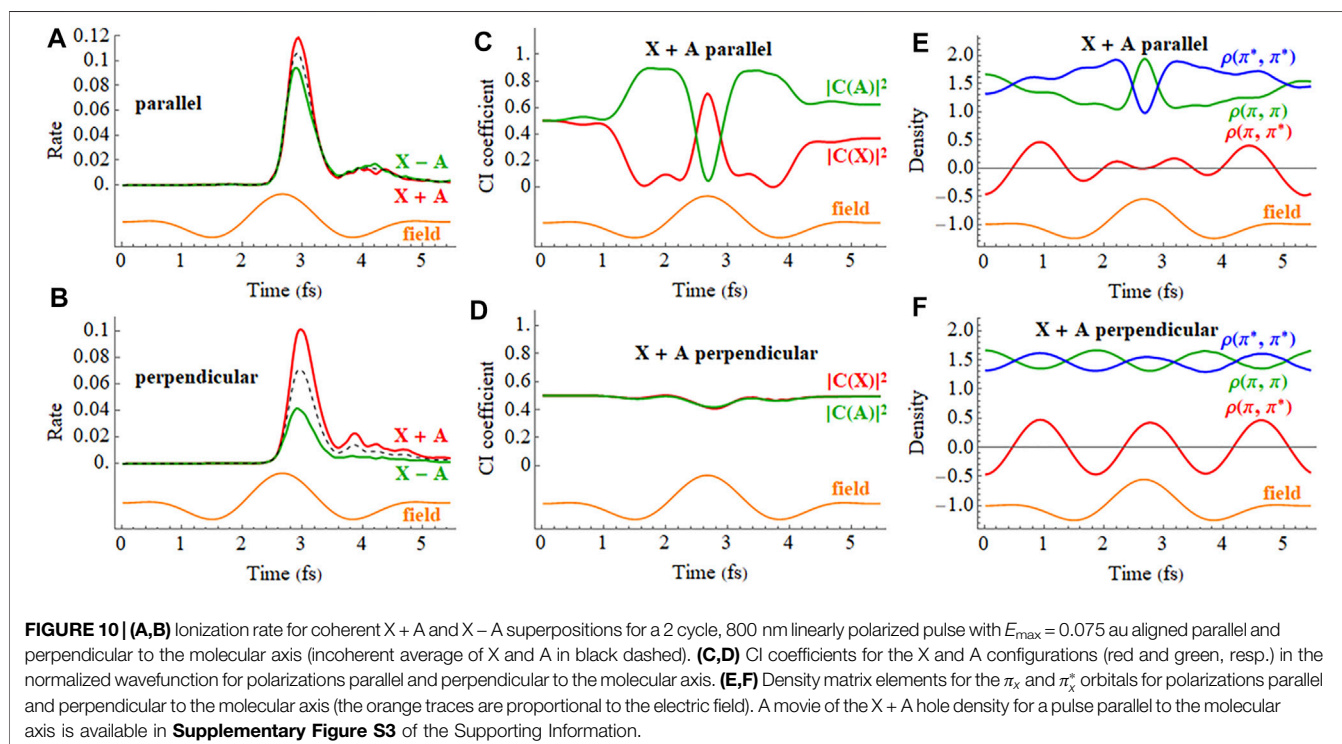 A
0.12
0.1
0.08
0.06
0.04
0.02
0.
Rate
parallel
X – A
X + A
field
0 1 2 3 4 5
Time (fs)
B
0.1
0.08
0.06
0.04
0.02
0.
Rate
perpendicular
X + A
X – A
field
0 1 2 3 4 5
Time (fs)
C
X + A parallel
1.
0.8
0.6
0.4
0.2
0.
CI coefficient
|C(A)|²
|C(X)|²
field
0 1 2 3 4 5
Time (fs)
D
1.
0.8
0.6
0.4
0.2
0.
CI coefficient
X + A perpendicular
|C(X)|²
|C(A)|²
field
0 1 2 3 4 5
Time (fs)
E
X + A parallel
2.0
1.5
1.0
0.5
0.0
−0.5
−1.0
Density
ρ(π*, π*)
ρ(π, π)
ρ(π, π*)
field
0 1 2 3 4 5
Time (fs)
F
X + A perpendicular
2.0
1.5
1.0
0.5
0.0
−0.5
−1.0
Density
ρ(π*, π*)
ρ(π, π)
ρ(π, π*)
field
0 1 2 3 4 5
Time (fs)
FIGURE 10 | (A,B) Ionization rate for coherent X + A and X – A superpositions for a 2 cycle, 800 nm linearly polarized pulse with Eₘₐₓ = 0.075 au aligned parallel and
perpendicular to the molecular axis (incoherent average of X and A in black dashed). (C,D) CI coefficients for the X and A configurations (red and green, resp.) in the
normalized wavefunction for polarizations parallel and perpendicular to the molecular axis. (E,F) Density matrix elements for the πₓ and π*ₓ orbitals for polarizations parallel
and perpendicular to the molecular axis (the orange traces are proportional to the electric field). A movie of the X + A hole density for a pulse parallel to the molecular
axis is available in Supplementary Figure S3 of the Supporting Information.